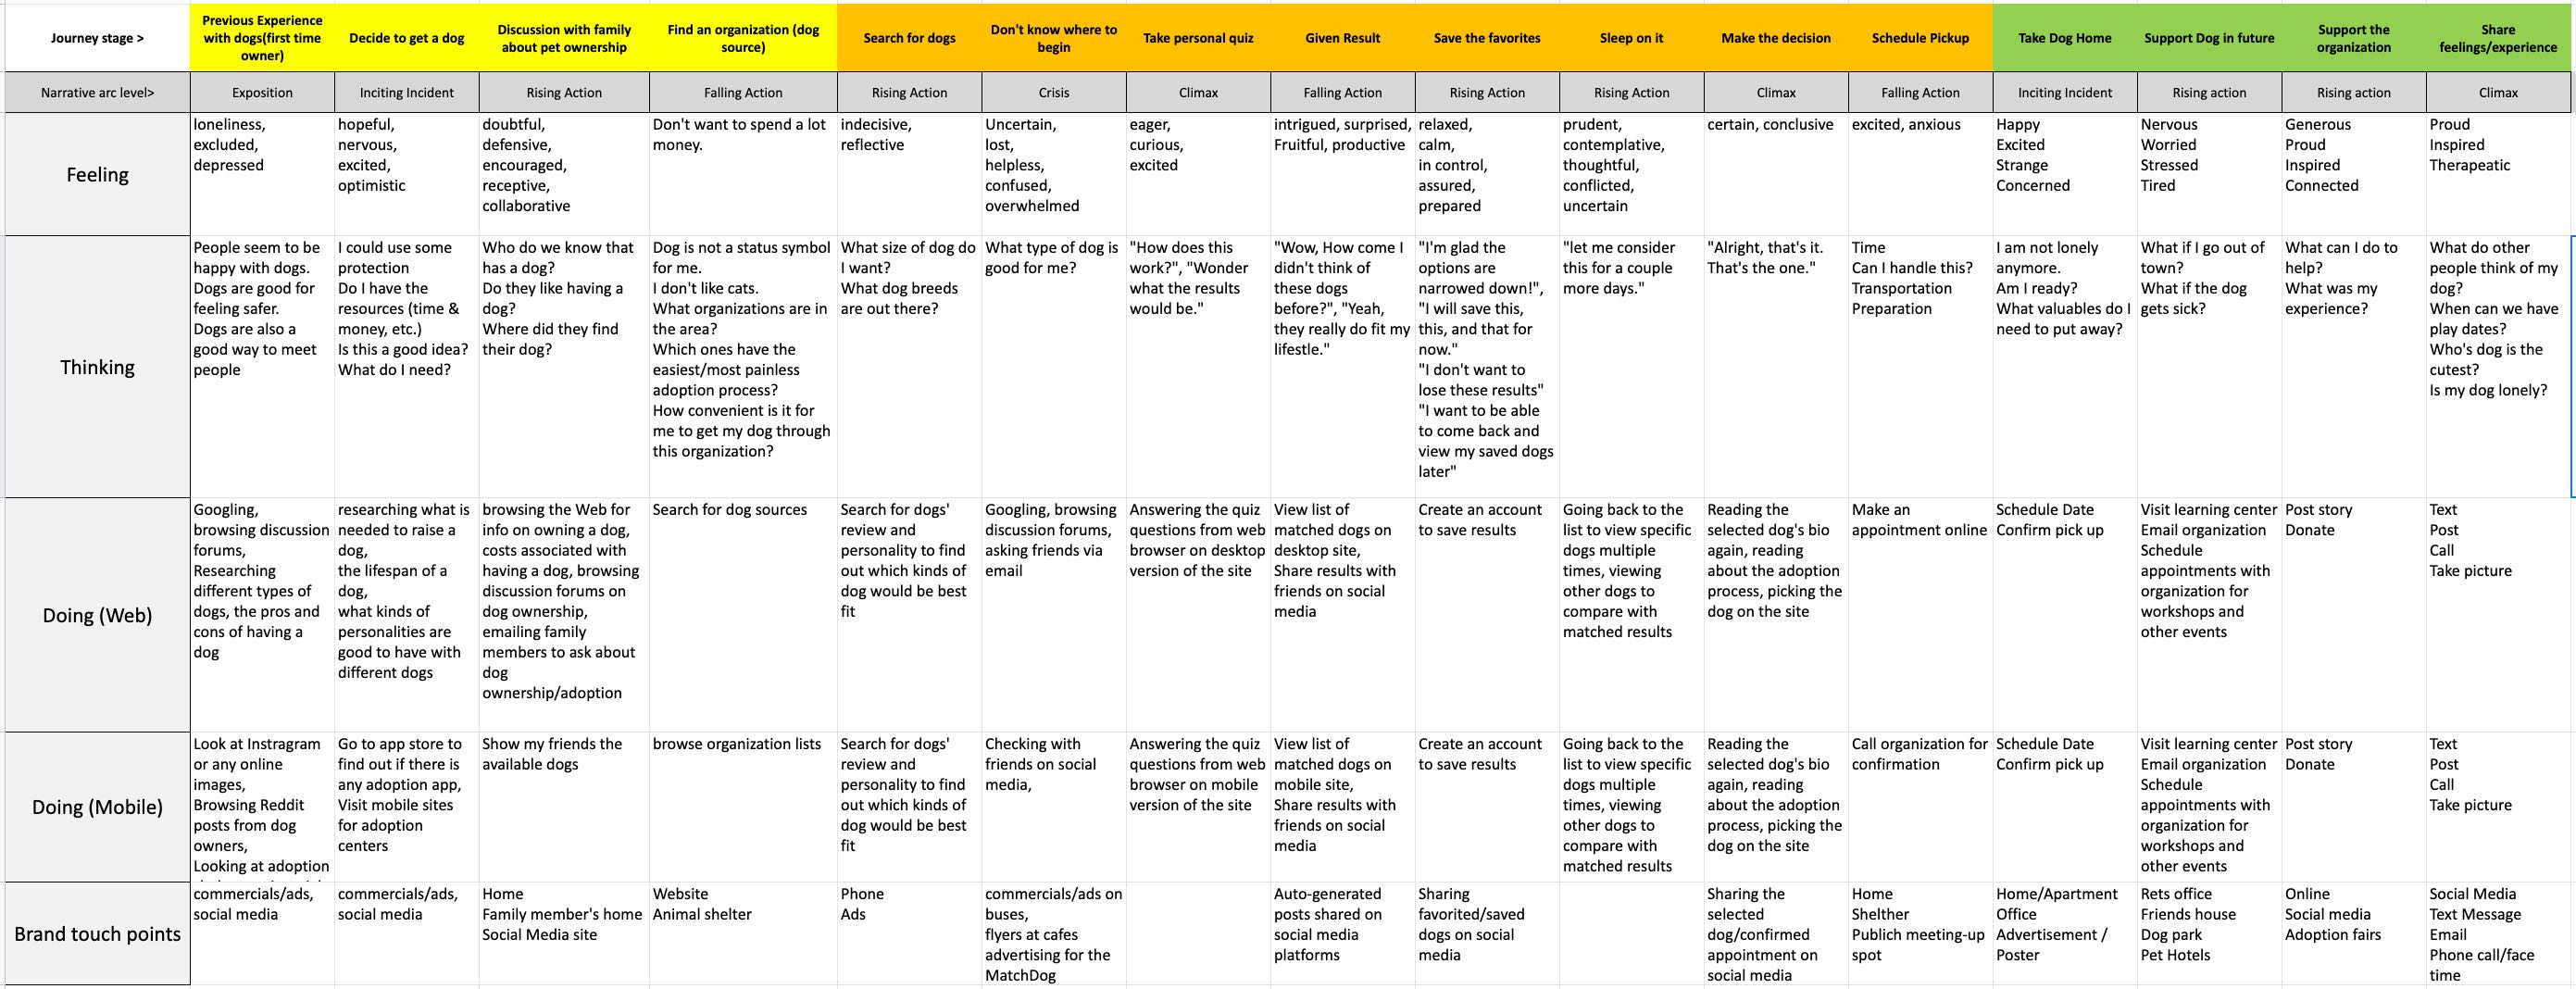 Journey stage >
Previous Experience
with dogs(first time
owner)
Decide to get a dog
Discussion with family
about pet ownership
Find an organization (dog
source)
Search for dogs
Don't know where to
begin
Take personal quiz
Given Result
Save the favorites
Sleep on it
Make the decision
Schedule Pickup
Take Dog Home
Support Dog in future
Support the
organization
Share
feelings/experience
Narrative arc level>
Exposition
Inciting Incident
Rising Action
Falling Action
Rising Action
Crisis
Climax
Falling Action
Rising Action
Rising Action
Climax
Falling Action
Inciting Incident
Rising action
Rising action
Climax
Feeling
loneliness,
excluded,
depressed
hopeful,
nervous,
excited,
optimistic
doubtful,
defensive,
encouraged,
receptive,
collaborative
Don't want to spend a lot
money.
indecisive,
reflective
Uncertain,
lost,
helpless,
confused,
overwhelmed
eager,
curious,
excited
intrigued, surprised,
Fruitful, productive
relaxed,
calm,
in control,
assured,
prepared
prudent,
contemplative,
thoughtful,
conflicted,
uncertain
certain, conclusive
excited, anxious
Happy
Excited
Strange
Concerned
Nervous
Worried
Stressed
Tired
Generous
Proud
Inspired
Connected
Proud
Inspired
Therapeatic
Thinking
People seem to be
happy with dogs.
Dogs are good for
feeling safer.
Dogs are also a
good way to meet
people
I could use some
protection
Do I have the
resources (time &
money, etc.)
Is this a good idea?
What do I need?
Who do we know that
has a dog?
Do they like having a
dog?
Where did they find
their dog?
Dog is not a status symbol
for me.
I don't like cats.
What organizations are in
the area?
Which ones have the
easiest/most painless
adoption process?
How convenient is it for
me to get my dog through
this organization?
What size of dog do
I want?
What dog breeds
are out there?
What type of dog is
good for me?
"How does this
work?", "Wonder
what the results
would be."
"Wow, How come I
didn't think of
these dogs
before?", "Yeah,
they really do fit my
lifestle."
"I'm glad the
options are
narrowed down!",
"I will save this,
this, and that for
now."
"I don't want to
lose these results"
"I want to be able
to come back and
view my saved dogs
later"
"let me consider
this for a couple
more days."
"Alright, that's it.
That's the one."
Time
Can I handle this?
Transportation
Preparation
I am not lonely
anymore.
Am I ready?
What valuables do I
need to put away?
What if I go out of
town?
What if the dog
gets sick?
What can I do to
help?
What was my
experience?
What do other
people think of my
dog?
When can we have
play dates?
Who's dog is the
cutest?
Is my dog lonely?
Doing (Web)
Googling,
browsing discussion
forums,
Researching
different types of
dogs, the pros and
cons of having a
dog
researching what is
needed to raise a
dog,
the lifespan of a
dog,
what kinds of
personalities are
good to have with
different dogs
browsing the Web for
info on owning a dog,
costs associated with
having a dog, browsing
discussion forums on
dog ownership,
emailing family
members to ask about
dog
ownership/adoption
Search for dog sources
Search for dogs'
review and
personality to find
out which kinds of
dog would be best
fit
Googling, browsing
discussion forums,
asking friends via
email
Answering the quiz
questions from web
browser on desktop
version of the site
View list of
matched dogs on
desktop site,
Share results with
friends on social
media
Create an account
to save results
Going back to the
list to view specific
dogs multiple
times, viewing
other dogs to
compare with
matched results
Reading the
selected dog's bio
again, reading
about the adoption
process, picking the
dog on the site
Make an
appointment online
Schedule Date
Confirm pick up
Visit learning center
Email organization
Schedule
appointments with
organization for
workshops and
other events
Post story
Donate
Text
Post
Call
Take picture
Doing (Mobile)
Look at Instragram
or any online
images,
Browsing Reddit
posts from dog
owners,
Looking at adoption
Go to app store to
find out if there is
any adoption app,
Visit mobile sites
for adoption
centers
Show my friends the
available dogs
browse organization lists
Search for dogs'
review and
personality to find
out which kinds of
dog would be best
fit
Checking with
friends on social
media,
Answering the quiz
questions from web
browser on mobile
version of the site
View list of
matched dogs on
mobile site,
Share results with
friends on social
media
Create an account
to save results
Going back to the
list to view specific
dogs multiple
times, viewing
other dogs to
compare with
matched results
Reading the
selected dog's bio
again, reading
about the adoption
process, picking the
dog on the site
Call organization for
confirmation
Schedule Date
Confirm pick up
Visit learning center
Email organization
Schedule
appointments with
organization for
workshops and
other events
Post story
Donate
Text
Post
Call
Take picture
Brand touch points
commercials/ads,
social media
commercials/ads,
social media
Home
Family member's home
Social Media site
Website
Animal shelter
Phone
Ads
commercials/ads on
buses,
flyers at cafes
advertising for the
MatchDog
Auto-generated
posts shared on
social media
platforms
Sharing
favorited/saved
dogs on social
media
Sharing the
selected
dog/confirmed
appointment on
social media
Home
Shelther
Publich meeting-up
spot
Home/Apartment
Office
Advertisement /
Poster
Rets office
Friends house
Dog park
Pet Hotels
Online
Social media
Adoption fairs
Social Media
Text Message
Email
Phone call/face
time